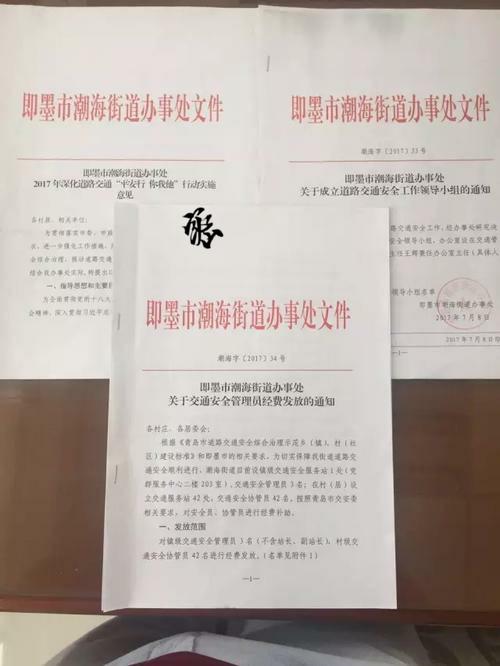 即墨市潮海街道办事处文件
即墨市潮海街道办事处
2017年深化道路交通“平安行 你我他”行动实施
意见
各村庄、相关单位：
为贯彻落实市委、市政
求，进一步强化工作措施，
会综合治理，推动道路交通
结合我办事处实际，特提出以
一、指导思想和主要目
为全面贯彻党的十八大
会精神，深入贯彻习近平总
即墨市潮海街道办事处文件
潮海字〔2017〕33号
即墨市潮海街道办事处
关于成立道路交通安全工作领导小组的通知
路交通安全工作，经办事处研究决
安全领导小组，办公室设在交通管
主任王辉兼任办公室主任（具体人
领导小组名单
即墨市潮海街道办事处
2017年7月8日
2017年7月8日印
—1—
即墨市潮海街道办事处文件
潮海字〔2017〕34号
即墨市潮海街道办事处
关于交通安全管理员经费发放的通知
各村庄、各居委会：
根据《青岛市道路交通安全综合治理示范乡（镇）、村（社
区）建设标准》和即墨市的相关要求，为切实保障我街道道路交
通安全顺利进行，潮海街道目前设镇级交通安全服务站1处（党
群服务中心二楼203室），交通安全管理员3名；在村（居）设
立交通服务站42处，交通安全协管员42名，按照青岛市交安委
相关要求，对安全员、协管员进行经费补助。
一、发放范围
对镇级交通安全管理员3名（不含站长、副站长），村级交
通安全协管员42名进行经费发放。（名单见附件1）
—1—